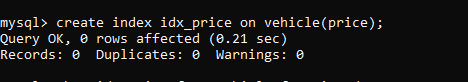 mysql> create index idx_price on vehicle(price);
Query OK, 0 rows affected (0.21 sec)
Records: 0  Duplicates: 0  Warnings: 0